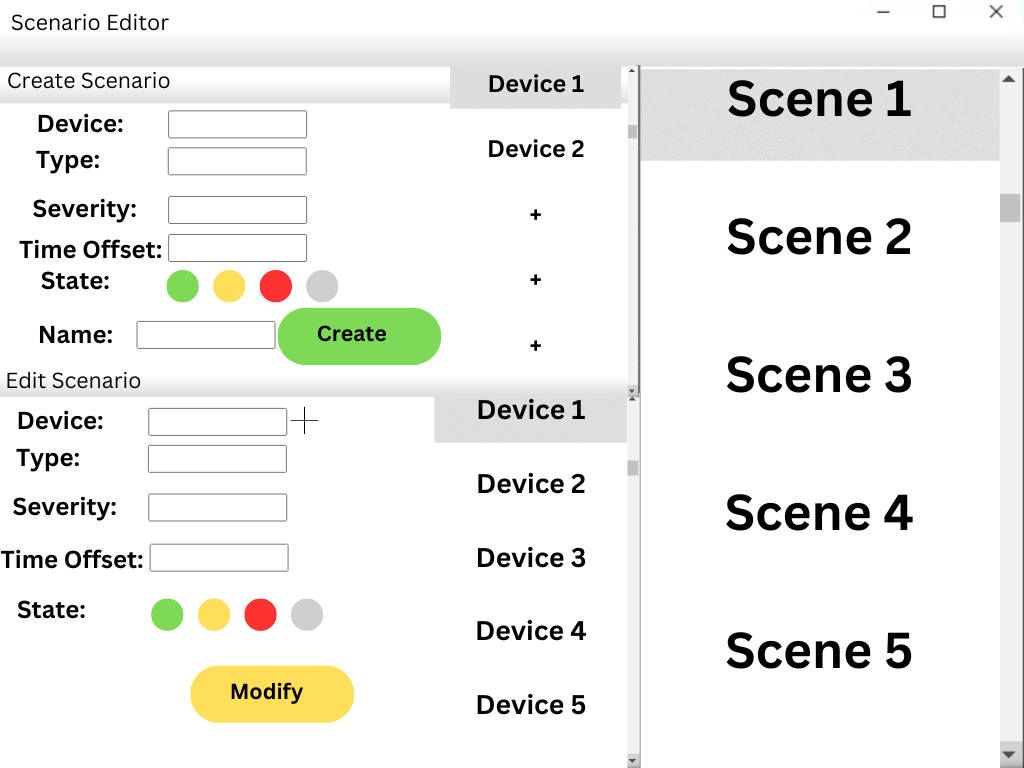 Scenario Editor
Create Scenario
Device:
Type:
Severity:
Time Offset:
State:
Name:
Create
Device 1
Device 2
+
+
+
Edit Scenario
Device:
Type:
Severity:
Time Offset:
State:
Modify
Device 1
Device 2
Device 3
Device 4
Device 5
Scene 1
Scene 2
Scene 3
Scene 4
Scene 5